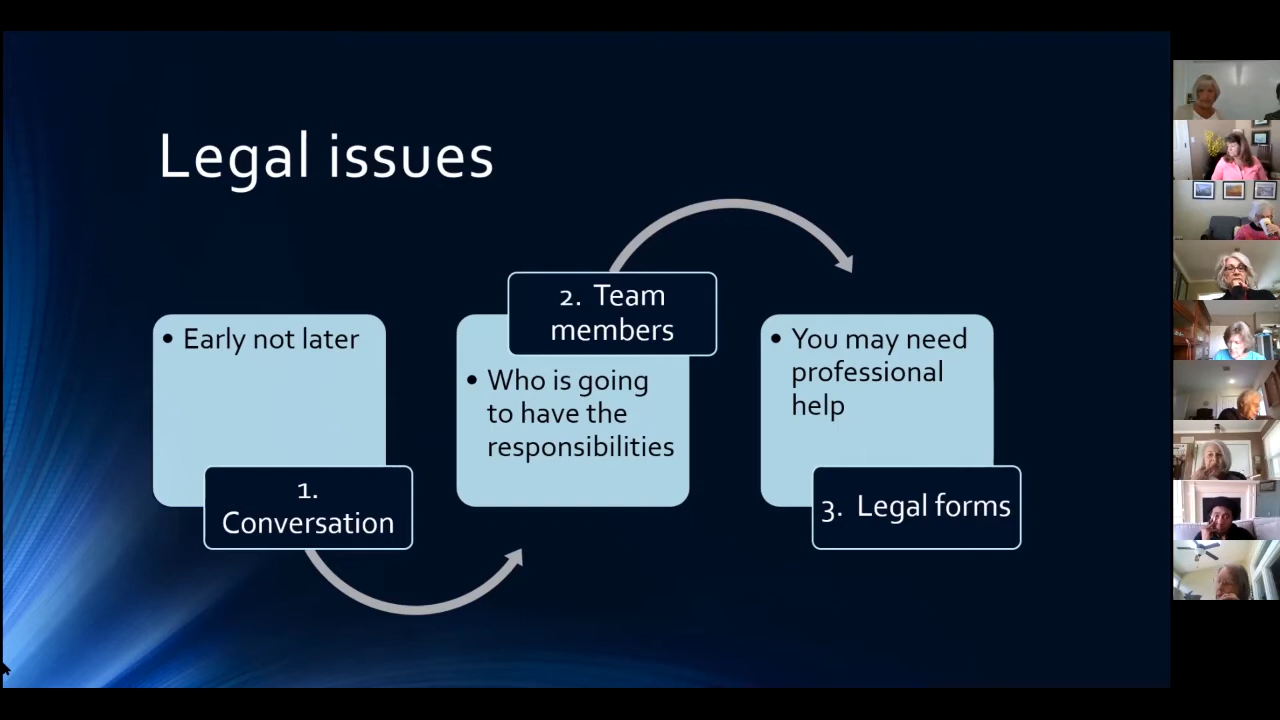 Legal issues
• Early not later
1.
Conversation
2. Team
members
• Who is going
to have the
responsibilities
• You may need
professional
help
3. Legal forms